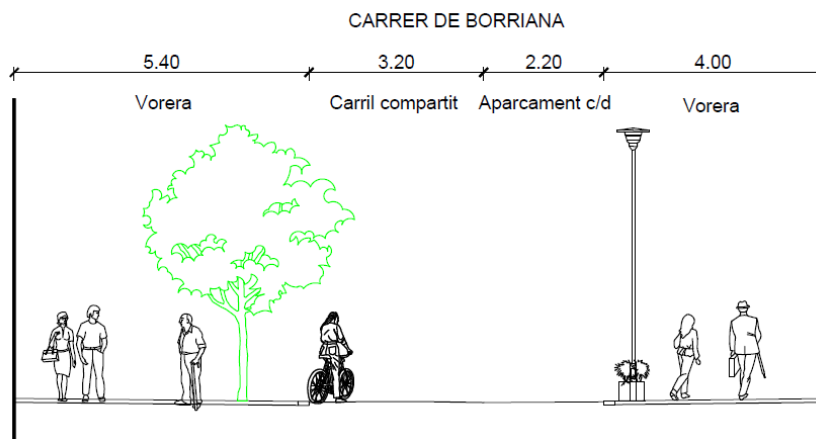 CARRER DE BORRIANA
5.40 3.20 2.20 4.00
Vorera Carril compartit Aparcament c/d Vorera